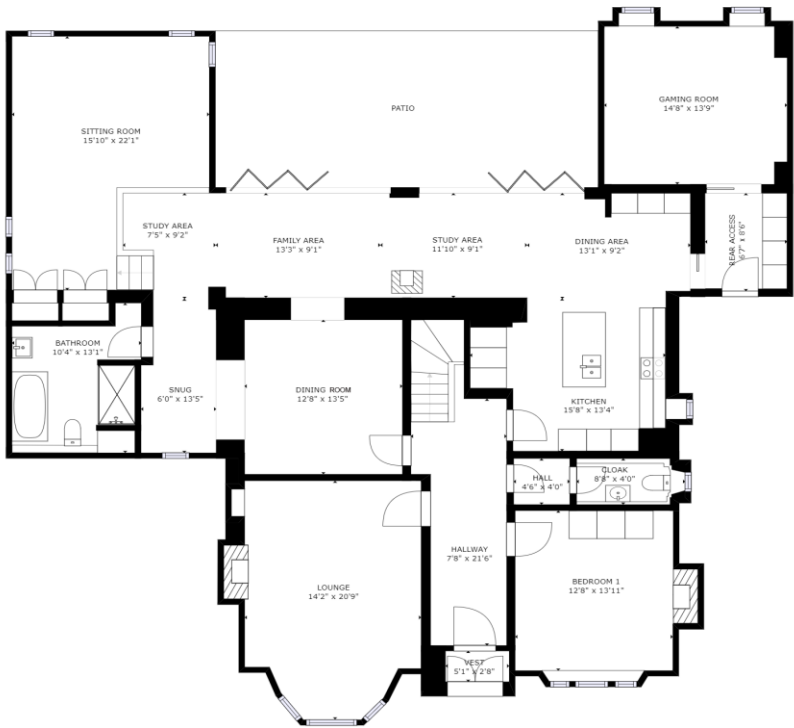 GAMING ROOM
14'8" x 13'9"
PATIO
SITTING ROOM
15'10" x 22'1"
STUDY AREA
7'5" x 9'2"
FAMILY AREA
13'3" x 9'1"
STUDY AREA
11'10" x 9'1"
DINING AREA
13'1" x 9'2"
REAR ACCESS
6'7" x 8'6"
BATHROOM
10'4" x 13'1"
SNUG
6'0" x 13'5"
DINING ROOM
12'8" x 13'5"
KITCHEN
15'8" x 13'4"
HALL
4'6" x 4'0"
CLOAK
8'8" x 4'0"
HALLWAY
7'8" x 21'6"
LOUNGE
14'2" x 20'9"
BEDROOM 1
12'8" x 13'11"
VEST
5'1" x 2'8"